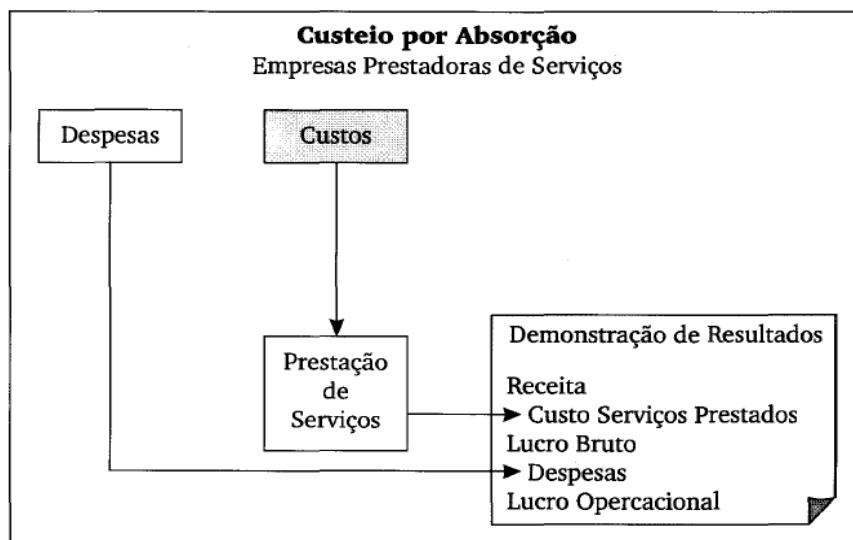 Custeio por Absorção
Empresas Prestadoras de Serviços
Despesas
Custos
Prestação
de
Serviços
Demonstração de Resultados
Receita
Custo Serviços Prestados
Lucro Bruto
Despesas
Lucro Opercacional